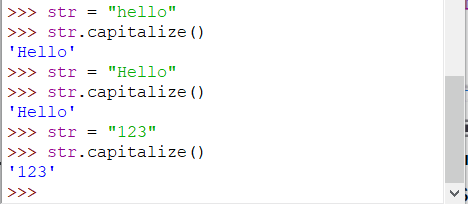 >>> str = "hello"
>>> str.capitalize()
'Hello'
>>> str = "Hello"
>>> str.capitalize()
'Hello'
>>> str = "123"
>>> str.capitalize()
'123'
>>>